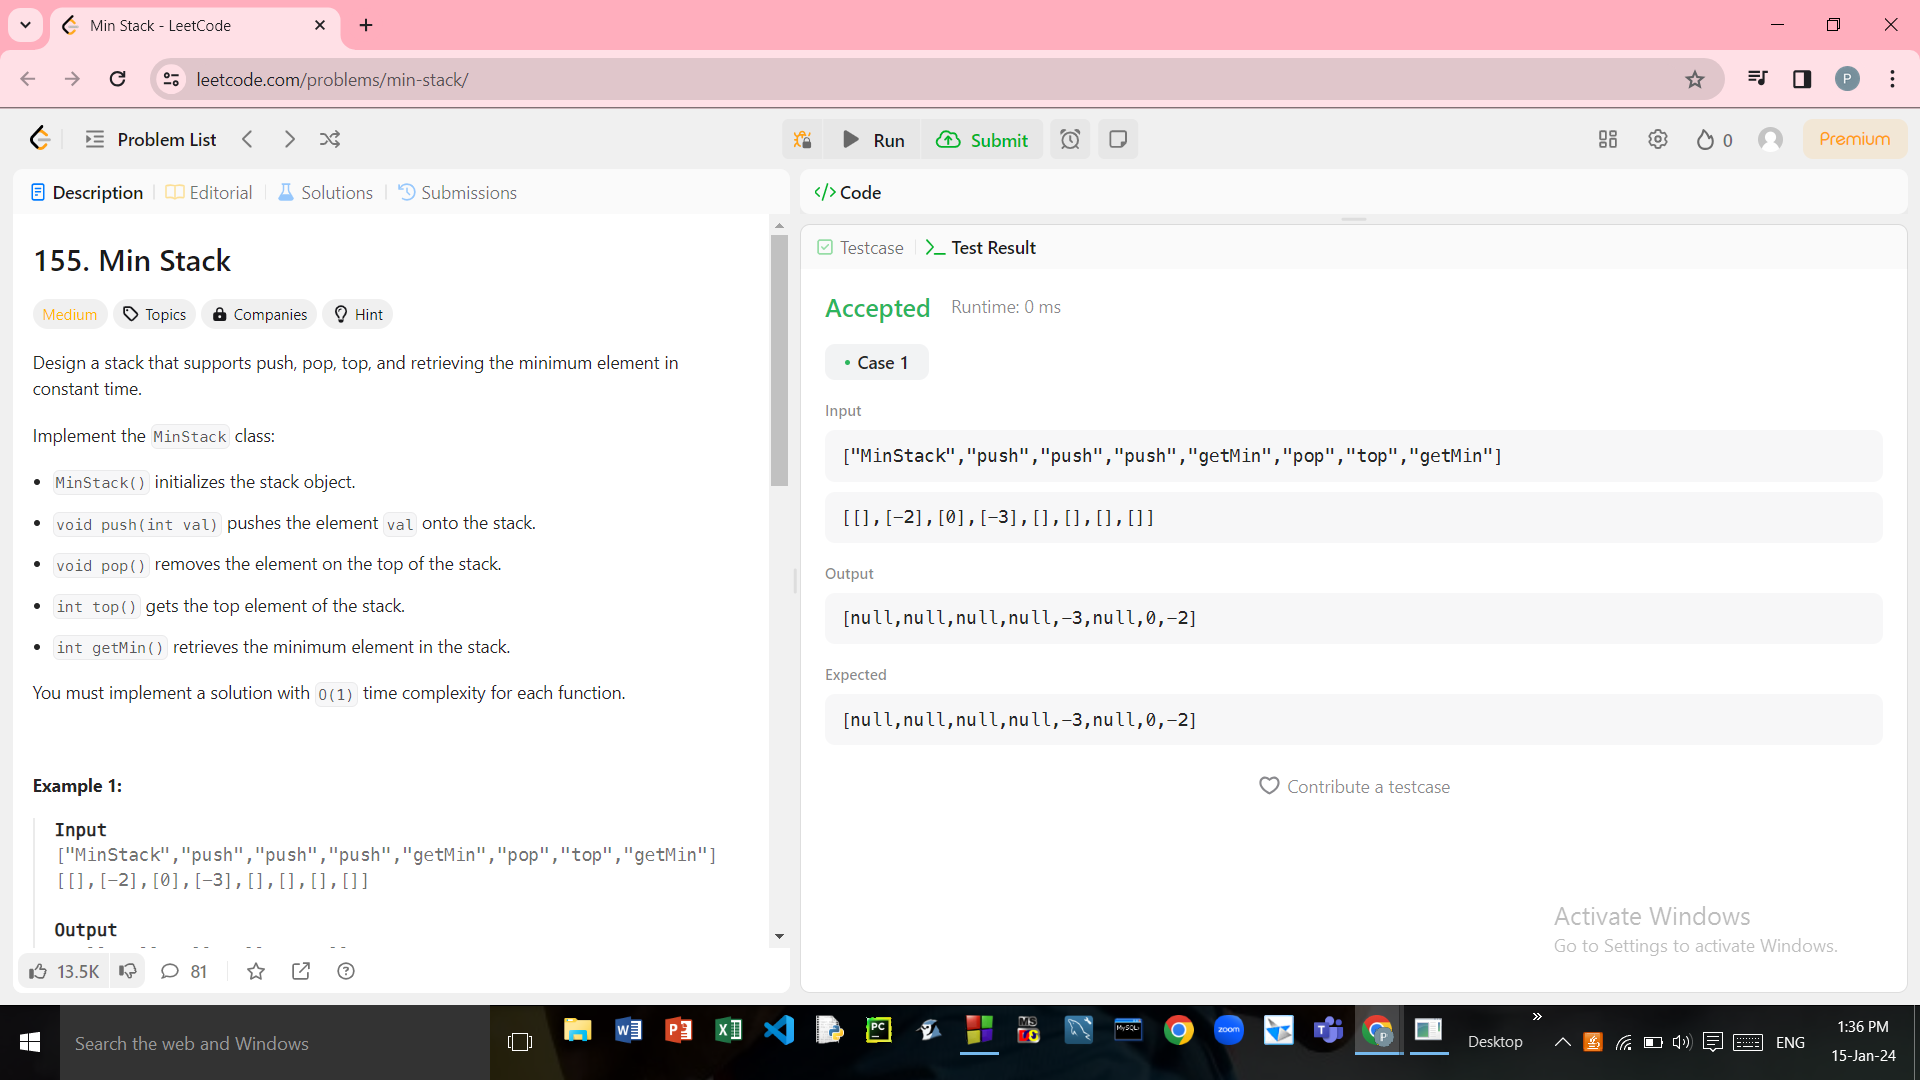 Min Stack - LeetCode
leetcode.com/problems/min-stack/
P
Problem List
Run
Submit
0
Premium
Description
Editorial
Solutions
Submissions
</> Code
155. Min Stack
Medium
Topics
Companies
Hint
Design a stack that supports push, pop, top, and retrieving the minimum element in
constant time.
Implement the MinStack class:
• MinStack() initializes the stack object.
• void push(int val) pushes the element val onto the stack.
• void pop() removes the element on the top of the stack.
• int top() gets the top element of the stack.
• int getMin() retrieves the minimum element in the stack.
You must implement a solution with O(1) time complexity for each function.
Example 1:
Input
["MinStack","push","push","push","getMin","pop","top","getMin"]
[[],[-2],[0],[-3],[],[],[],[]]
Output
13.5K
81
Testcase
Test Result
Accepted
Runtime: 0 ms
• Case 1
Input
["MinStack","push","push","push","getMin","pop","top","getMin"]
[[],[-2],[0],[-3],[],[],[],[]]
Output
[null,null,null,null,-3,null,0,-2]
Expected
[null,null,null,null,-3,null,0,-2]
Contribute a testcase
Activate Windows
Go to Settings to activate Windows.
Search the web and Windows
PC
zoom
P
Desktop
ENG
1:36 PM
15-Jan-24